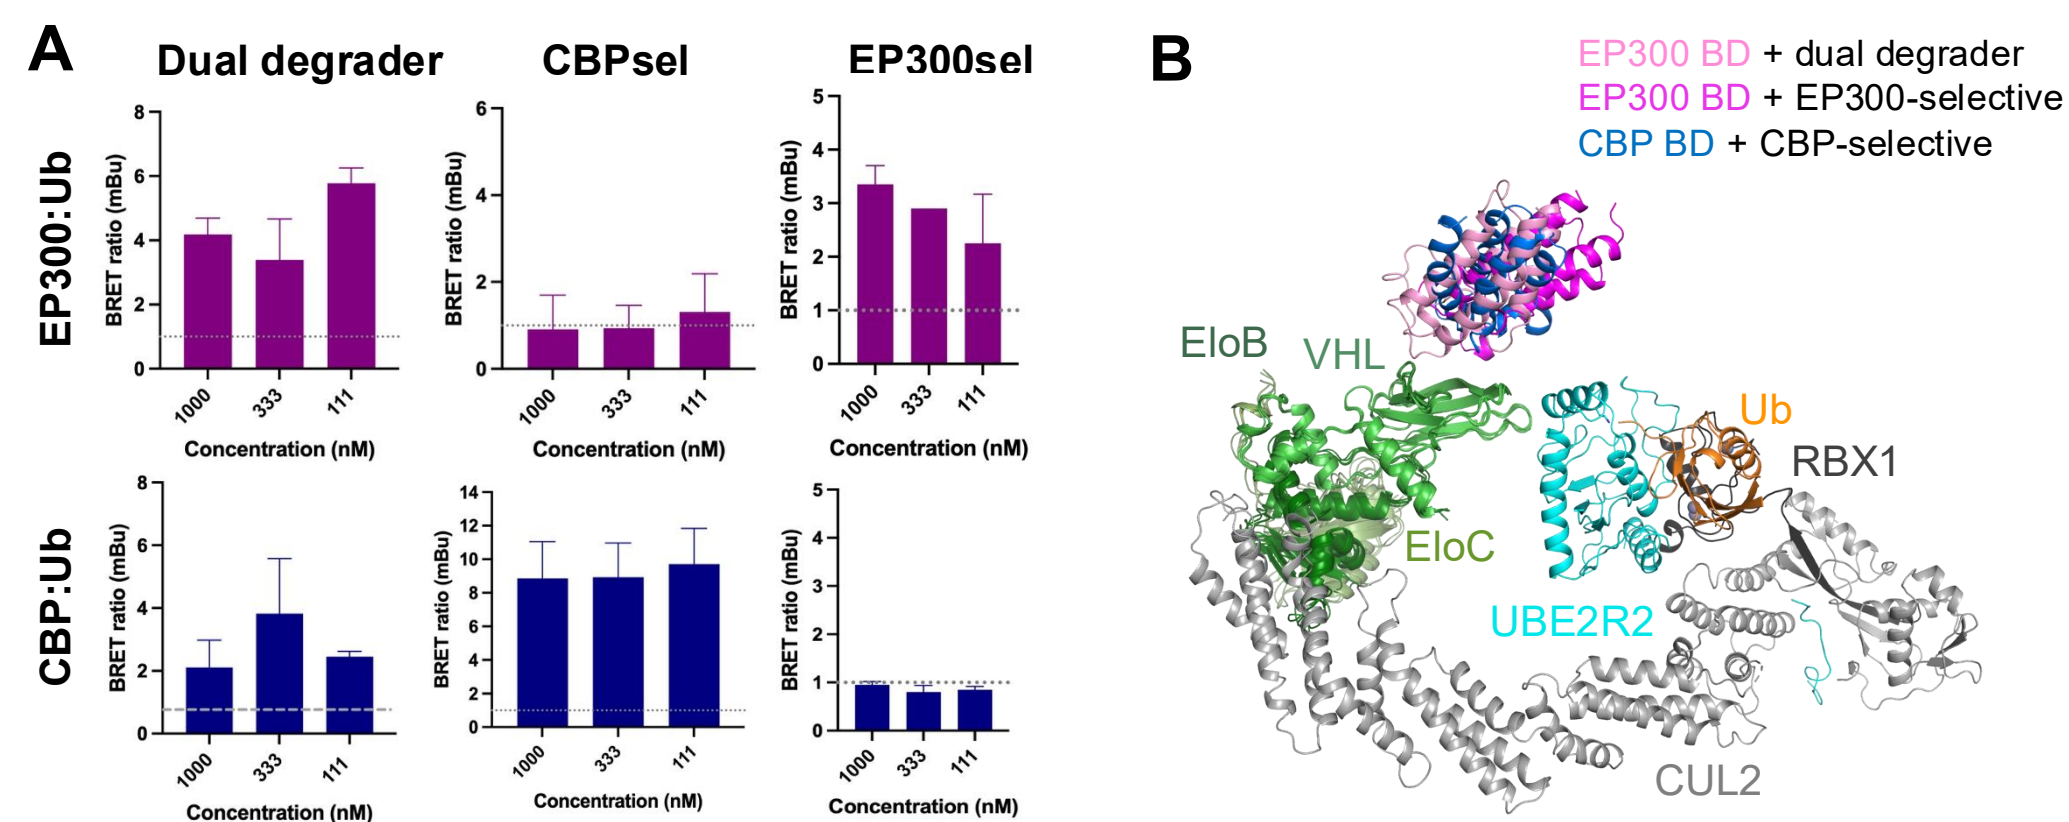 A
Dual degrader
CBPsel
EP300sel
EP300:Ub
BRET ratio (mBu)
8
6
4
2
0
1000
333
111
Concentration (nM)
BRET ratio (mBu)
6
4
2
0
1000
333
111
Concentration (nM)
BRET ratio (mBu)
5
4
3
2
1
0
1000
333
111
Concentration (nM)
CBP:Ub
BRET ratio (mBu)
8
6
4
2
0
1000
333
111
Concentration (nM)
BRET ratio (mBu)
14
12
10
8
6
4
2
0
1000
333
111
Concentration (nM)
BRET ratio (mBu)
5
4
3
2
1
0
1000
333
111
Concentration (nM)
B
EP300 BD + dual degrader
EP300 BD + EP300-selective
CBP BD + CBP-selective
EloB
VHL
Ub
RBX1
EloC
UBE2R2
CUL2